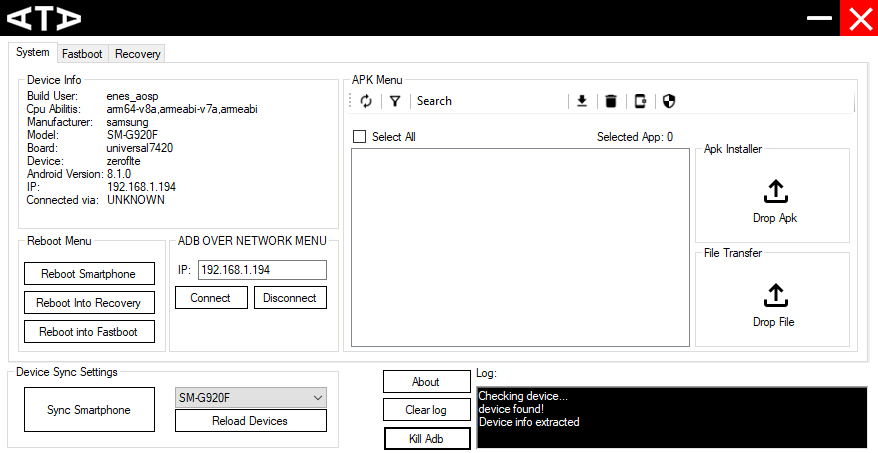 ATA
System Fastboot Recovery
Device Info
Build User: enes_aosp
Cpu Abilitis: arm64-v8a,armeabi-v7a,armeabi
Manufacturer: samsung
Model: SM-G920F
Board: universal7420
Device: zeroflte
Android Version: 8.1.0
IP: 192.168.1.194
Connected via: UNKNOWN
APK Menu
Search
Select All Selected App: 0
Apk Installer
Drop Apk
File Transfer
Drop File
Reboot Menu
Reboot Smartphone
Reboot Into Recovery
Reboot into Fastboot
ADB OVER NETWORK MENU
IP: 192.168.1.194
Connect Disconnect
Device Sync Settings
Sync Smartphone
SM-G920F
Reload Devices
About
Clear log
Kill Adb
Log:
Checking device...
device found!
Device info extracted